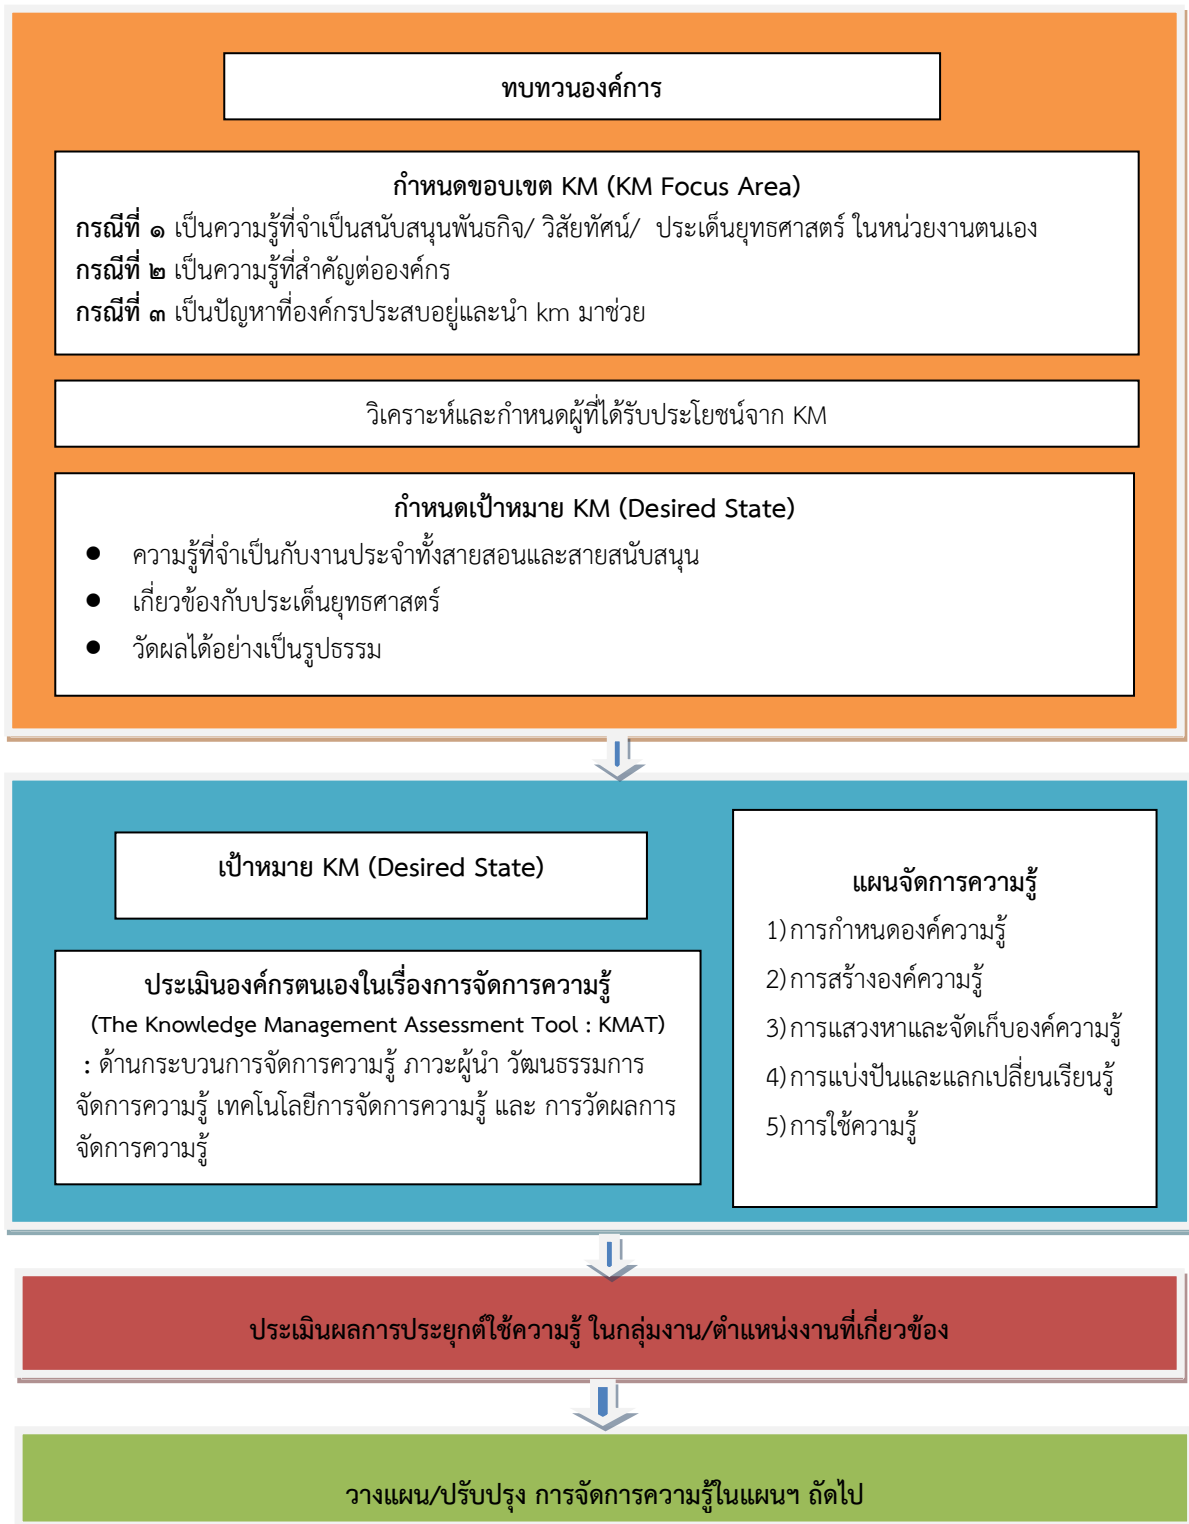 ทบทวนองค์การ
กำหนดขอบเขต KM (KM Focus Area)
กรณีที่ ๑ เป็นความรู้ที่จำเป็นสนับสนุนพันธกิจ/ วิสัยทัศน์/ ประเด็นยุทธศาสตร์ ในหน่วยงานตนเอง
กรณีที่ ๒ เป็นความรู้ที่สำคัญต่อองค์กร
กรณีที่ ๓ เป็นปัญหาที่องค์กรประสบอยู่และนำ km มาช่วย
วิเคราะห์และกำหนดผู้ที่ได้รับประโยชน์จาก KM
กำหนดเป้าหมาย KM (Desired State)
● ความรู้ที่จำเป็นกับงานประจำทั้งสายสอนและสายสนับสนุน
● เกี่ยวข้องกับประเด็นยุทธศาสตร์
● วัดผลได้อย่างเป็นรูปธรรม
เป้าหมาย KM (Desired State)
ประเมินองค์กรตนเองในเรื่องการจัดการความรู้
(The Knowledge Management Assessment Tool : KMAT)
: ด้านกระบวนการจัดการความรู้ ภาวะผู้นำ วัฒนธรรมการ
จัดการความรู้ เทคโนโลยีการจัดการความรู้ และ การวัดผลการ
จัดการความรู้
แผนจัดการความรู้
1) การกำหนดองค์ความรู้
2) การสร้างองค์ความรู้
3) การแสวงหาและจัดเก็บองค์ความรู้
4) การแบ่งปันและแลกเปลี่ยนเรียนรู้
5) การใช้ความรู้
ประเมินผลการประยุกต์ใช้ความรู้ ในกลุ่มงาน/ตำแหน่งงานที่เกี่ยวข้อง
วางแผน/ปรับปรุง การจัดการความรู้ในแผนฯ ถัดไป